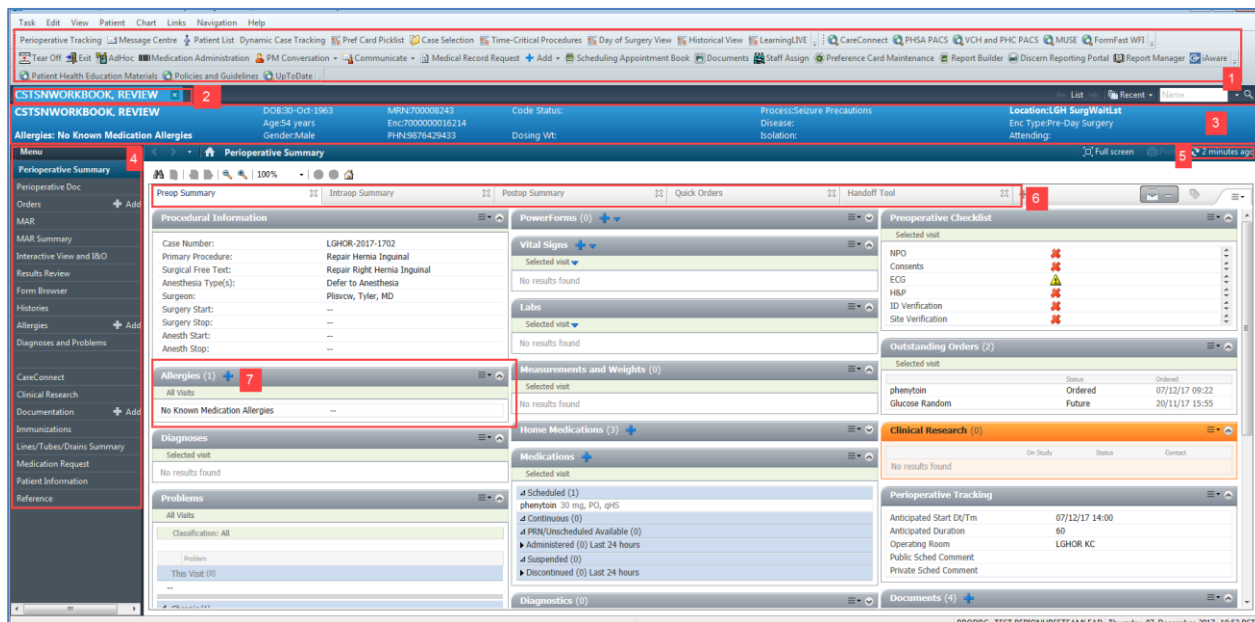 Task Edit View Patient Chart Links Navigation Help
Perioperative Tracking Message Centre Patient List Dynamic Case Tracking Pref Card Picklist Case Selection Time-Critical Procedures Day of Surgery View Historical View LearningLIVE CareConnect PHSA PACS VCH and PHC PACS MUSE FormFast WFI
Tear Off Exit AdHoc Medication Administration PM Conversation Communicate Medical Record Request Add Scheduling Appointment Book Documents Staff Assign Preference Card Maintenance Report Builder Discern Reporting Portal Report Manager iAware
Patient Health Education Materials Policies and Guidelines UpToDate
1
CSTSNWORKBOOK, REVIEW
2
List Recent Name
CSTSNWORKBOOK, REVIEW DOB:30-Oct-1963 MRN:700008243 Code Status: Process:Seizure Precautions Location:LGH SurgWaitLst
Age:54 years Enc:7000000016214 Disease: Enc Type:Pre-Day Surgery
3
Allergies: No Known Medication Allergies Gender:Male PHN:9876429433 Dosing Wt: Isolation: Attending:
Menu
4
Perioperative Summary
Full screen
5
2 minutes ago
Perioperative Summary
Perioperative Doc
Orders Add
MAR
MAR Summary
Interactive View and I&O
Results Review
Form Browser
Histories
Allergies Add
Diagnoses and Problems
CareConnect
Clinical Research
Documentation Add
Immunizations
Lines/Tubes/Drains Summary
Medication Request
Patient Information
Reference
100%
Preop Summary Intraop Summary Postop Summary Quick Orders Handoff Tool
6
Procedural Information
Case Number: LGHOR-2017-1702
Primary Procedure: Repair Hernia Inguinal
Surgical Free Text: Repair Right Hernia Inguinal
Anesthesia Type(s): Defer to Anesthesia
Surgeon: Plisvcw, Tyler, MD
Surgery Start: --
Surgery Stop: --
Anesth Start: --
Anesth Stop: --
Allergies (1)
7
All Visits
No Known Medication Allergies --
Diagnoses
Selected visit
No results found
Problems
All Visits
Classification: All
Problem
This Visit (0)
--
Chronic (1)
PowerForms (0)
Vital Signs
Selected visit
No results found
Labs
Selected visit
No results found
Measurements and Weights (0)
Selected visit
No results found
Home Medications (3)
Medications
Selected visit
Scheduled (1)
phenytoin 30 mg, PO, qHS
Continuous (0)
PRN/Unscheduled Available (0)
Administered (0) Last 24 hours
Suspended (0)
Discontinued (0) Last 24 hours
Diagnostics (0)
Preoperative Checklist
Selected visit
NPO
Consents
ECG
H&P
ID Verification
Site Verification
Outstanding Orders (2)
Selected visit
Status Ordered
phenytoin Ordered 07/12/17 09:22
Glucose Random Future 20/11/17 15:55
Clinical Research (0)
On Study Status Contact
No results found
Perioperative Tracking
Anticipated Start Dt/Tm 07/12/17 14:00
Anticipated Duration 60
Operating Room LGHOR KC
Public Sched Comment
Private Sched Comment
Documents (4)